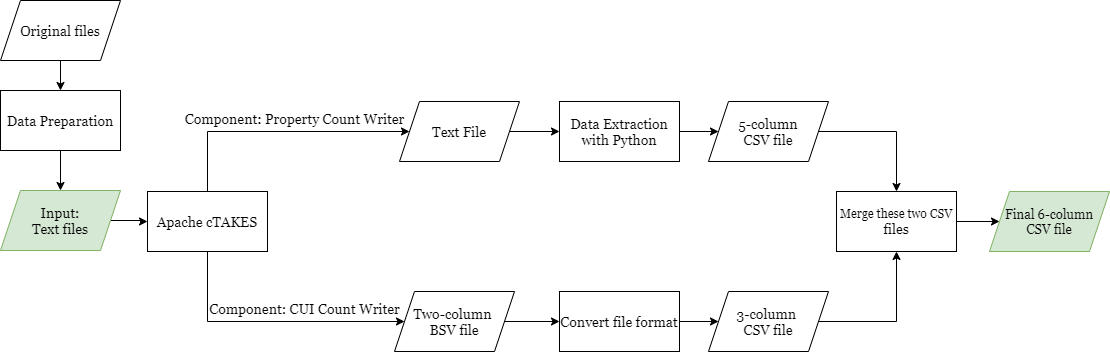 Original files
Data Preparation
Input:
Text files
Apache cTAKES
Component: Property Count Writer
Text File
Data Extraction
with Python
5-column
CSV file
Component: CUI Count Writer
Two-column
BSV file
Convert file format
3-column
CSV file
Merge these two CSV
files
Final 6-column
CSV file